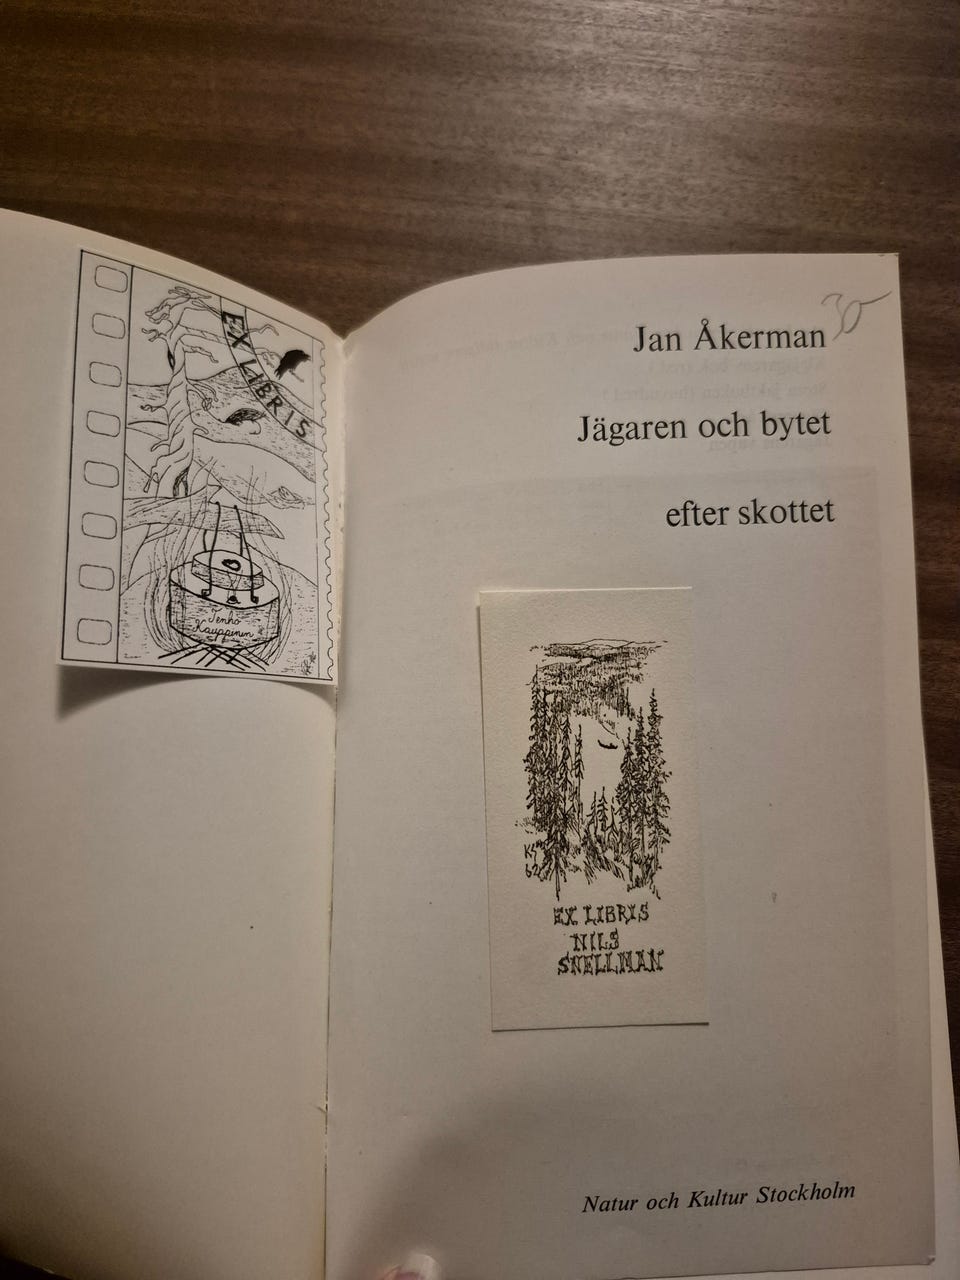 EX LIBRIS
Tenho
Kauppinen
Jan Åkerman
30
Jägaren och bytet
efter skottet
KS
62
EX LIBRIS
NILS
SNELLMAN
Natur och Kultur Stockholm